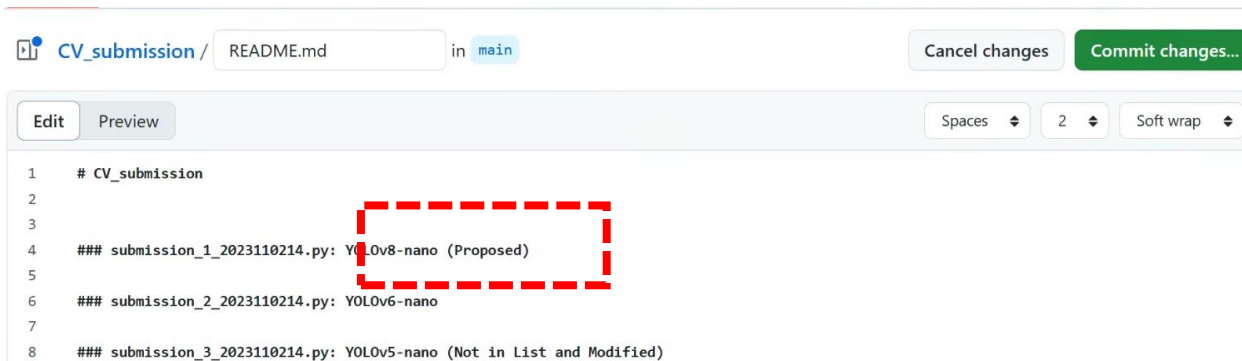 CV_submission / README.md in main Cancel changes Commit changes...
Edit Preview Spaces 2 Soft wrap
1 # CV_submission
2
3
4 ### submission_1_2023110214.py: YOLOv8-nano (Proposed)
5
6 ### submission_2_2023110214.py: YOLOv6-nano
7
8 ### submission_3_2023110214.py: YOLOv5-nano (Not in List and Modified)